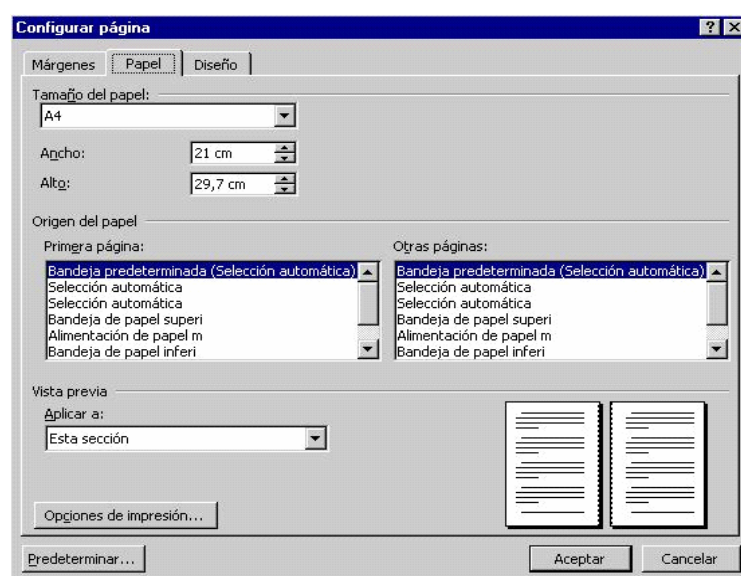 Configurar página
Márgenes Papel Diseño
Tamaño del papel:
A4
Ancho: 21 cm
Alto: 29,7 cm
Origen del papel
Primera página: Otras páginas:
Bandeja predeterminada (Selección automática) Bandeja predeterminada (Selección automática)
Selección automática Selección automática
Selección automática Selección automática
Bandeja de papel superi Bandeja de papel superi
Alimentación de papel m Alimentación de papel m
Bandeja de papel inferi Bandeja de papel inferi
Vista previa
Aplicar a:
Esta sección
Opciones de impresión...
Predeterminar... Aceptar Cancelar